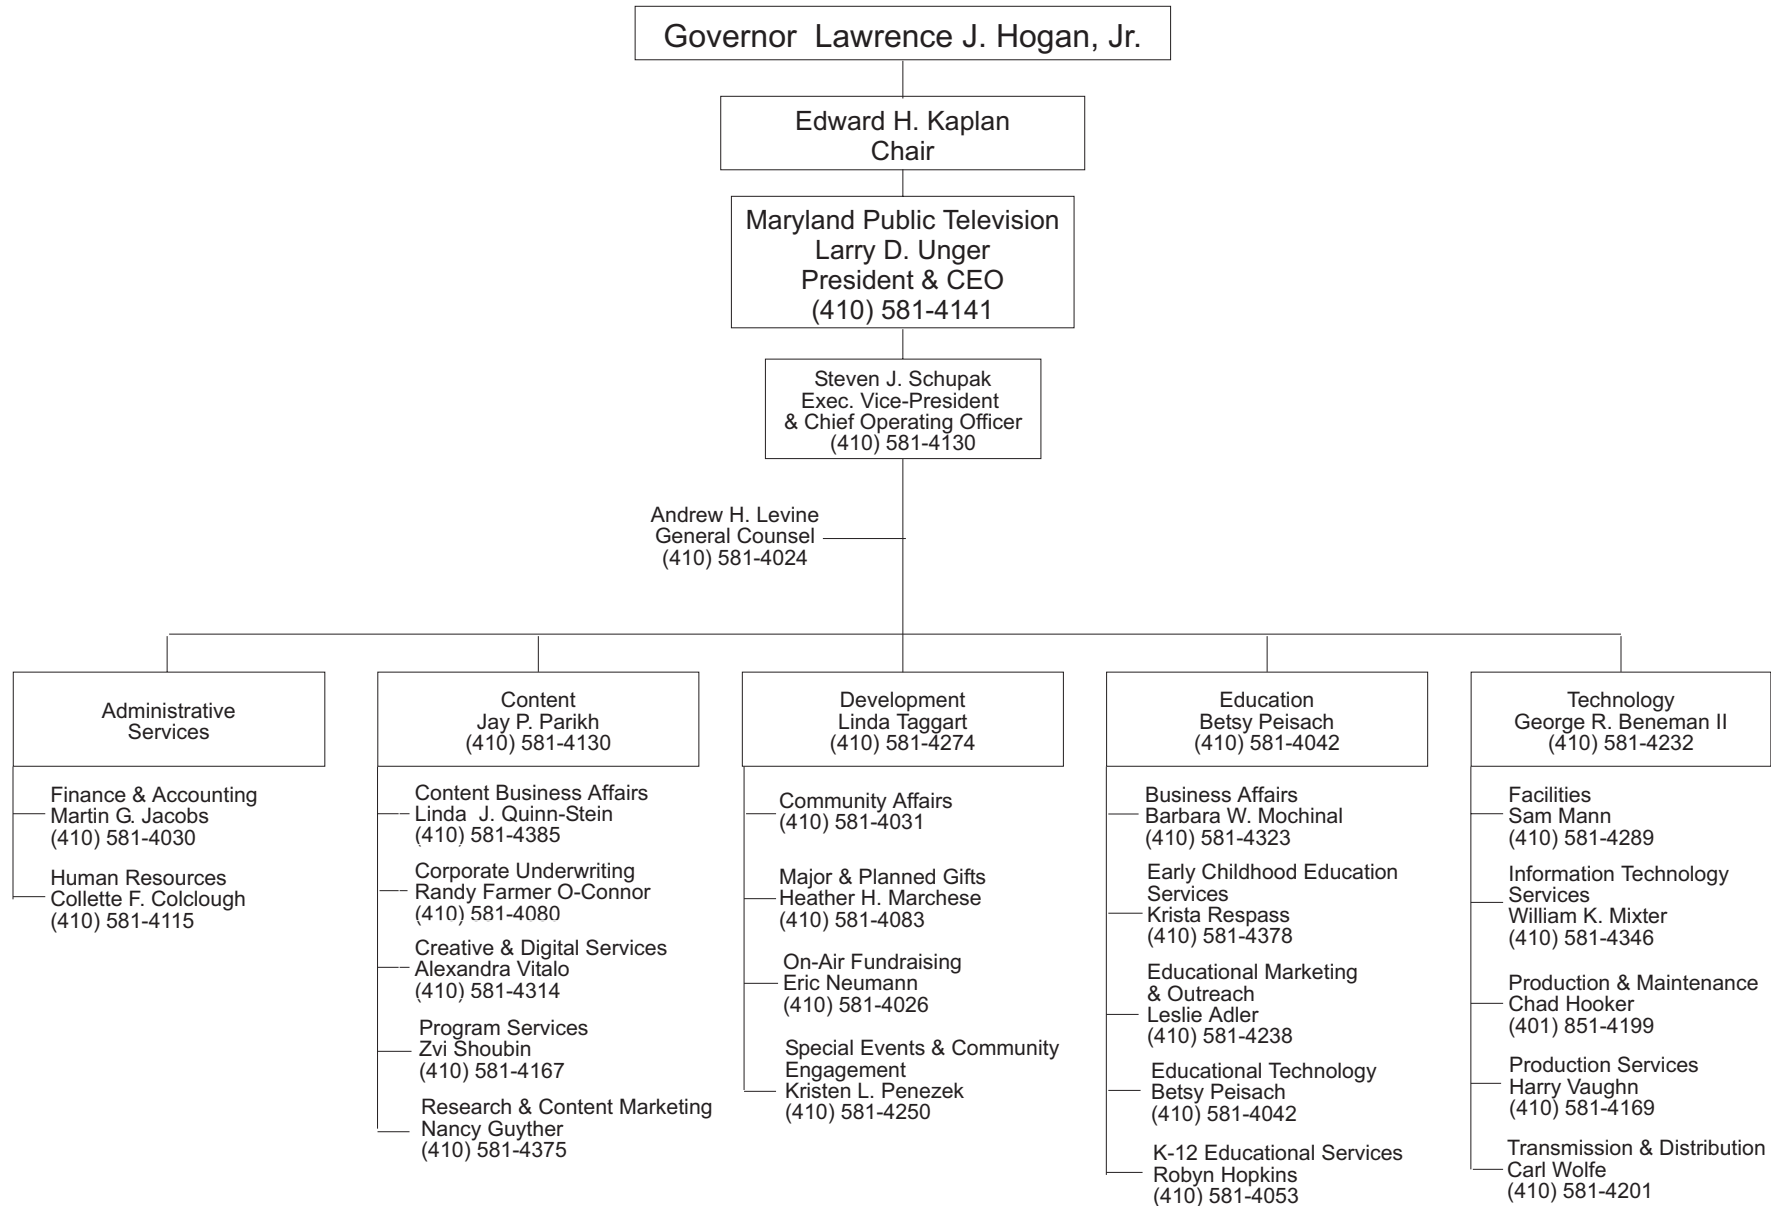 Governor Lawrence J. Hogan, Jr.
Edward H. Kaplan
Chair
Maryland Public Television
Larry D. Unger
President & CEO
(410) 581-4141
Steven J. Schupak
Exec. Vice-President
& Chief Operating Officer
(410) 581-4130
Andrew H. Levine
General Counsel
(410) 581-4024
Administrative
Services
Finance & Accounting
Martin G. Jacobs
(410) 581-4030
Human Resources
Collette F. Colclough
(410) 581-4115
Content
Jay P. Parikh
(410) 581-4130
Content Business Affairs
Linda J. Quinn-Stein
(410) 581-4385
Corporate Underwriting
Randy Farmer O-Connor
(410) 581-4080
Creative & Digital Services
Alexandra Vitalo
(410) 581-4314
Program Services
Zvi Shoubin
(410) 581-4167
Research & Content Marketing
Nancy Guyther
(410) 581-4375
Development
Linda Taggart
(410) 581-4274
Community Affairs
(410) 581-4031
Major & Planned Gifts
Heather H. Marchese
(410) 581-4083
On-Air Fundraising
Eric Neumann
(410) 581-4026
Special Events & Community
Engagement
Kristen L. Penezek
(410) 581-4250
Education
Betsy Peisach
(410) 581-4042
Business Affairs
Barbara W. Mochinal
(410) 581-4323
Early Childhood Education
Services
Krista Respass
(410) 581-4378
Educational Marketing
& Outreach
Leslie Adler
(410) 581-4238
Educational Technology
Betsy Peisach
(410) 581-4042
K-12 Educational Services
Robyn Hopkins
(410) 581-4053
Technology
George R. Beneman II
(410) 581-4232
Facilities
Sam Mann
(410) 581-4289
Information Technology
Services
William K. Mixter
(410) 581-4346
Production & Maintenance
Chad Hooker
(401) 851-4199
Production Services
Harry Vaughn
(410) 581-4169
Transmission & Distribution
Carl Wolfe
(410) 581-4201